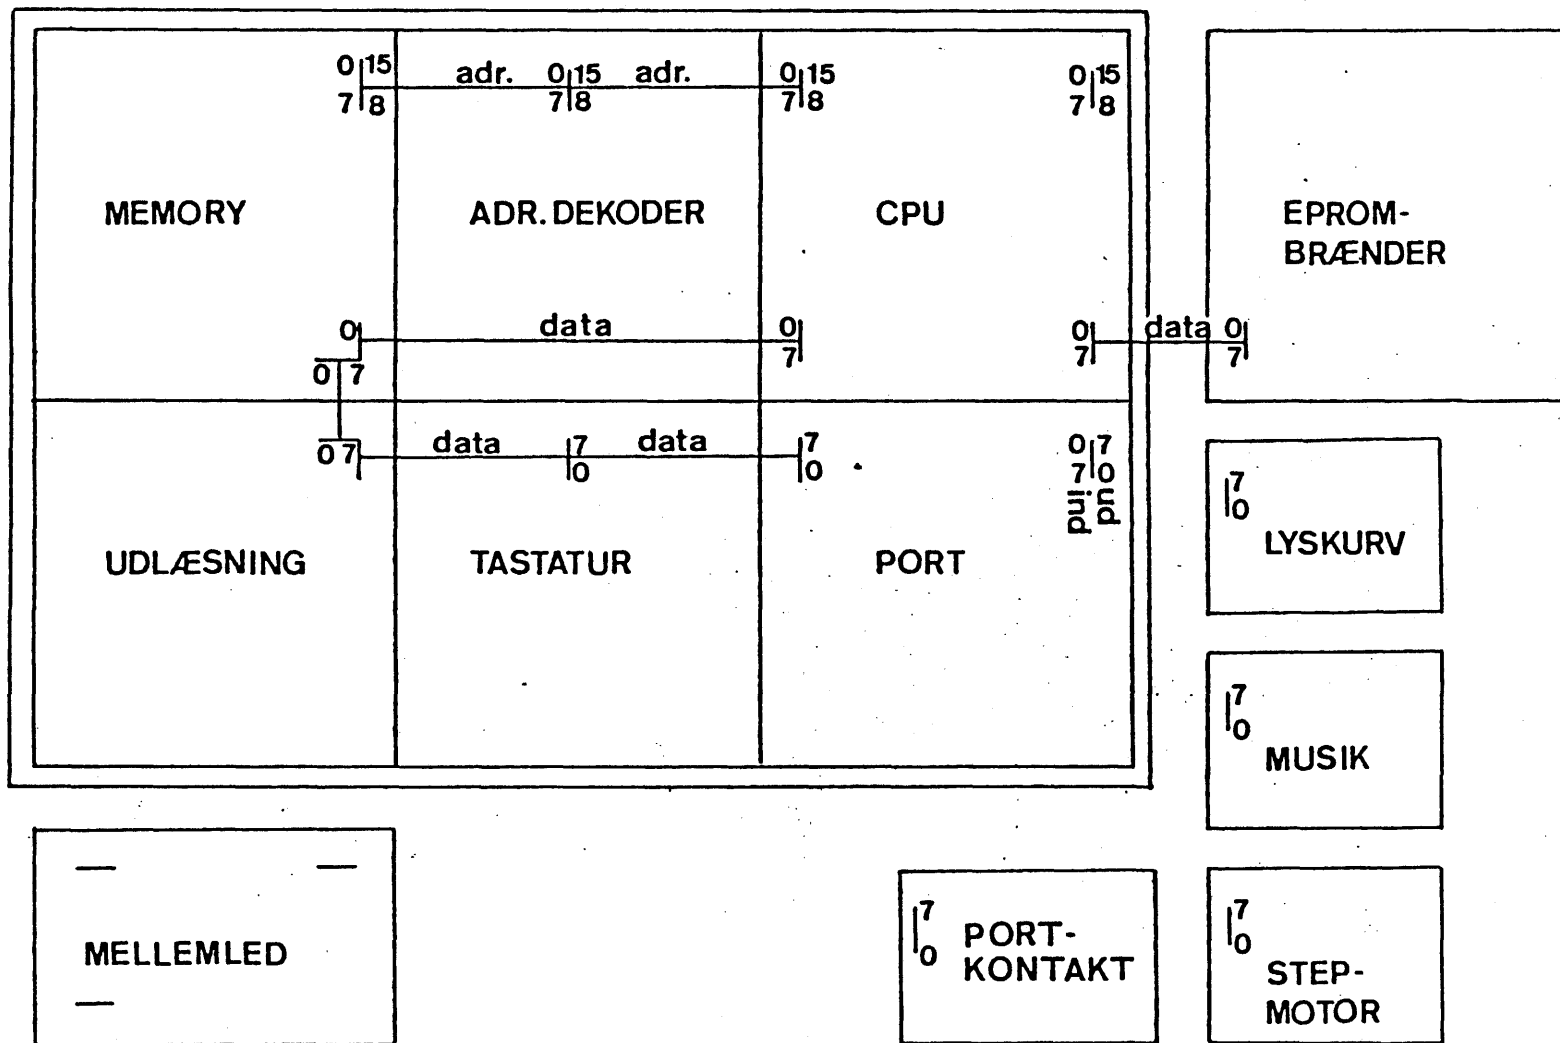 0 15 adr. 0 15 adr. 0 15 0 15
7 8 7 8 7 8 7 8
MEMORY ADR. DEKODER CPU EPROM-
BRÆNDER
0 data 0 0 data 0
7 7 7
0 7
0 7 data 7 data 7 0 7
0 0 7 0
ind
ud
7
0
LYSKURV
UDLÆSNING TASTATUR PORT
7
0
MUSIK
MELLEMLED
7
0
PORT-
KONTAKT
7
0
STEP-
MOTOR